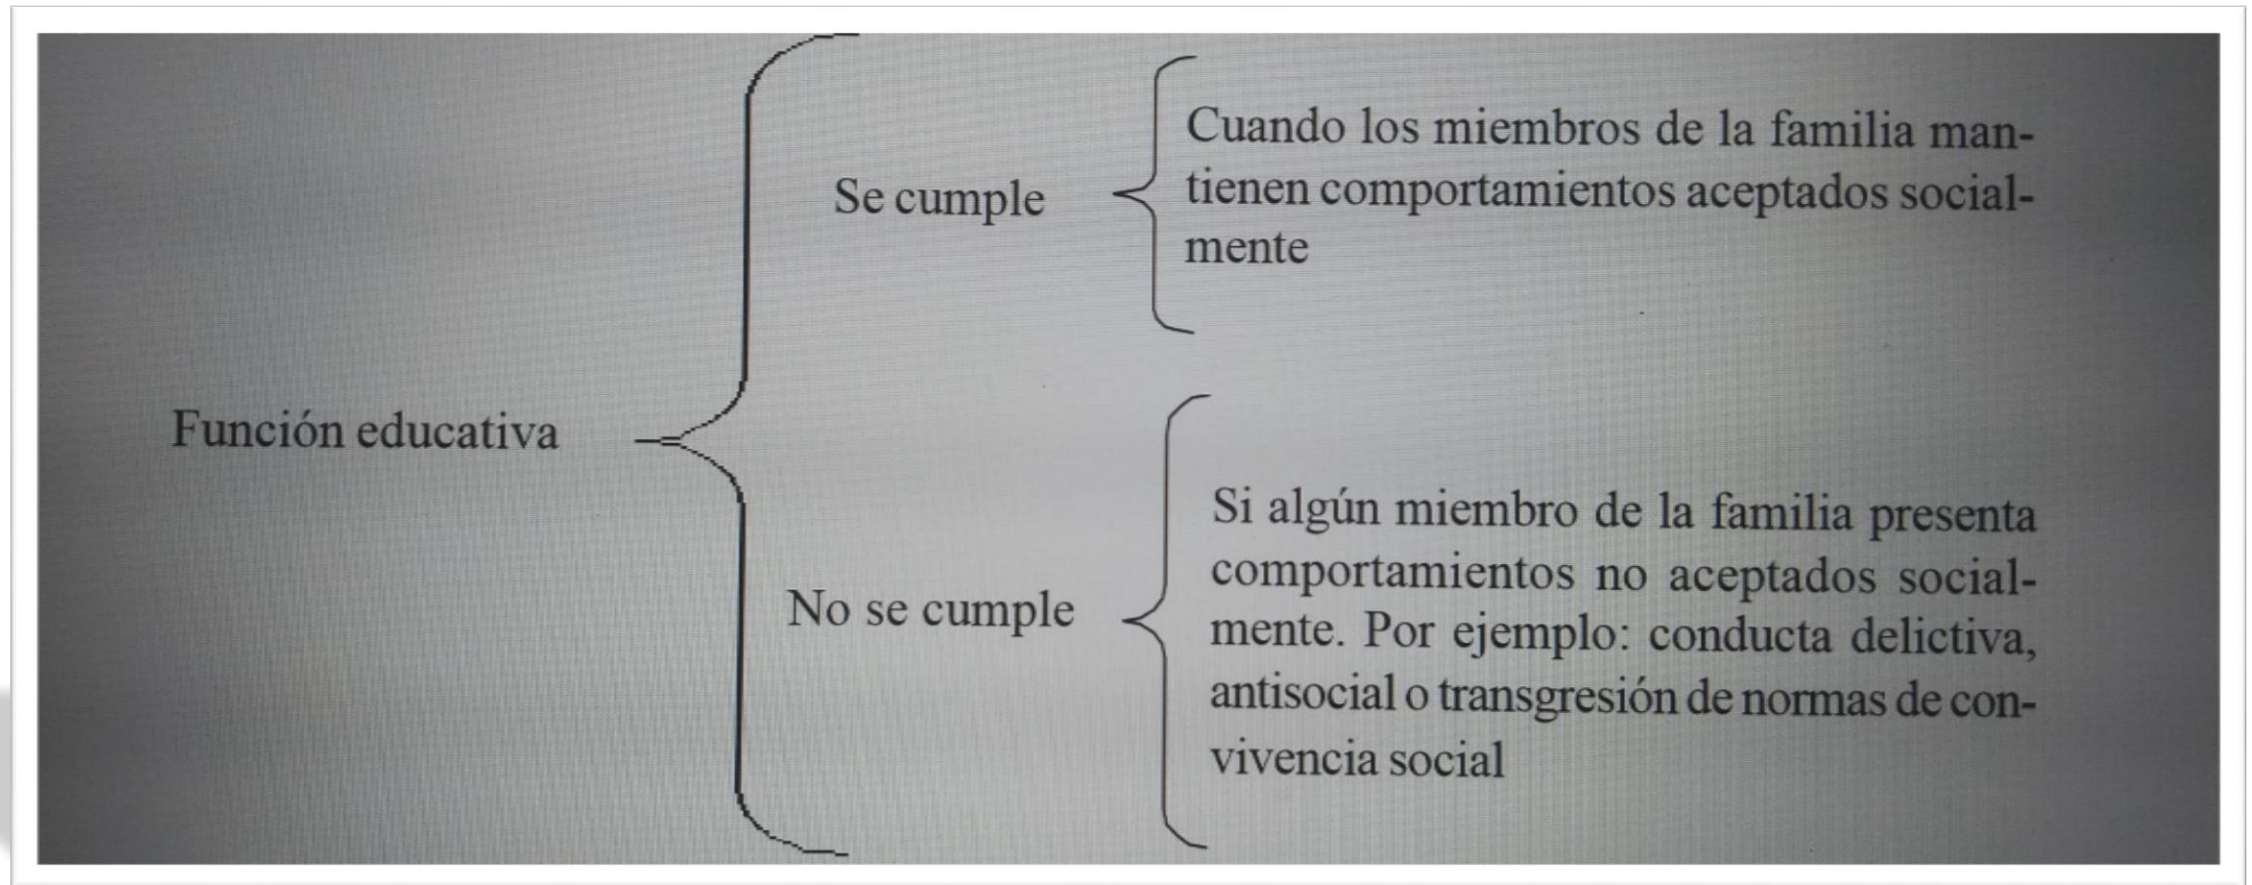 Cuando los miembros de la familia man-
Se cumple
tienen comportamientos aceptados social-
mente
Función educativa
Si algún miembro de la familia presenta
comportamientos no aceptados social-
No se cumple
mente. Por ejemplo: conducta delictiva,
antisocial o transgresión de normas de con-
vivencia social